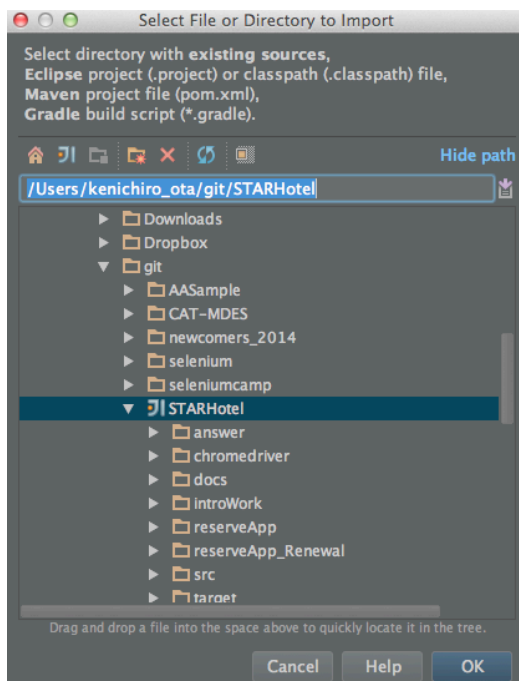 Select File or Directory to Import
Select directory with existing sources,
Eclipse project (.project) or classpath (.classpath) file,
Maven project file (pom.xml),
Gradle build script (*.gradle).
Hide path
/Users/kenichiro_ota/git/STARHotel
Downloads
Dropbox
git
AASample
CAT-MDES
newcomers_2014
selenium
seleniumcamp
STARHotel
answer
chromedriver
docs
introWork
reserveApp
reserveApp_Renewal
src
target
Drag and drop a file into the space above to quickly locate it in the tree.
Cancel Help OK